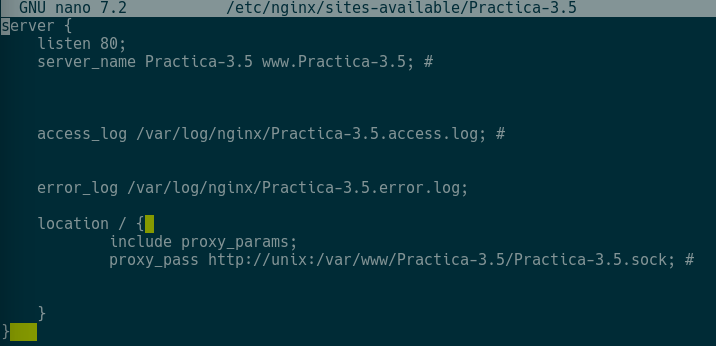 GNU nano 7.2 /etc/nginx/sites-available/Practica-3.5
server {
listen 80;
server_name Practica-3.5 www.Practica-3.5; #
access_log /var/log/nginx/Practica-3.5.access.log; #
error_log /var/log/nginx/Practica-3.5.error.log;
location / {
include proxy_params;
proxy_pass http://unix:/var/www/Practica-3.5/Practica-3.5.sock; #
}
}